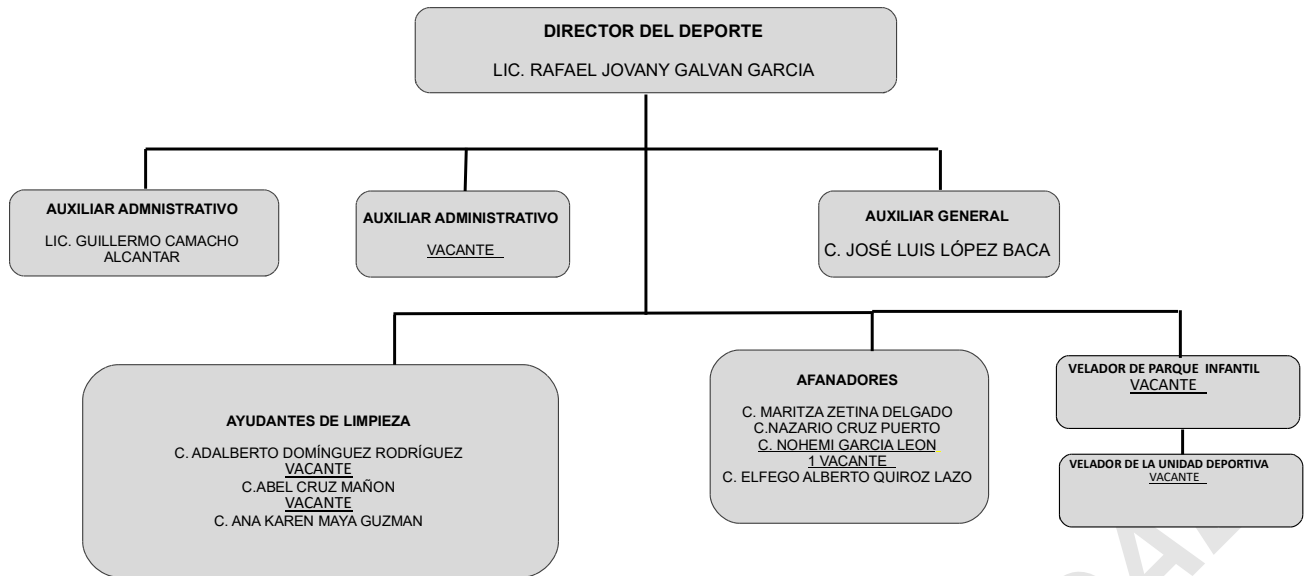 DIRECTOR DEL DEPORTE
LIC. RAFAEL JOVANY GALVAN GARCIA
AUXILIAR ADMNISTRATIVO
LIC. GUILLERMO CAMACHO
ALCANTAR
AUXILIAR ADMINISTRATIVO
VACANTE
AUXILIAR GENERAL
C. JOSÉ LUIS LÓPEZ BACA
AYUDANTES DE LIMPIEZA
C. ADALBERTO DOMÍNGUEZ RODRÍGUEZ
VACANTE
C.ABEL CRUZ MAÑON
VACANTE
C. ANA KAREN MAYA GUZMAN
AFANADORES
C. MARITZA ZETINA DELGADO
C.NAZARIO CRUZ PUERTO
C. NOHEMI GARCIA LEON
1 VACANTE
C. ELFEGO ALBERTO QUIROZ LAZO
VELADOR DE PARQUE INFANTIL
VACANTE
VELADOR DE LA UNIDAD DEPORTIVA
VACANTE